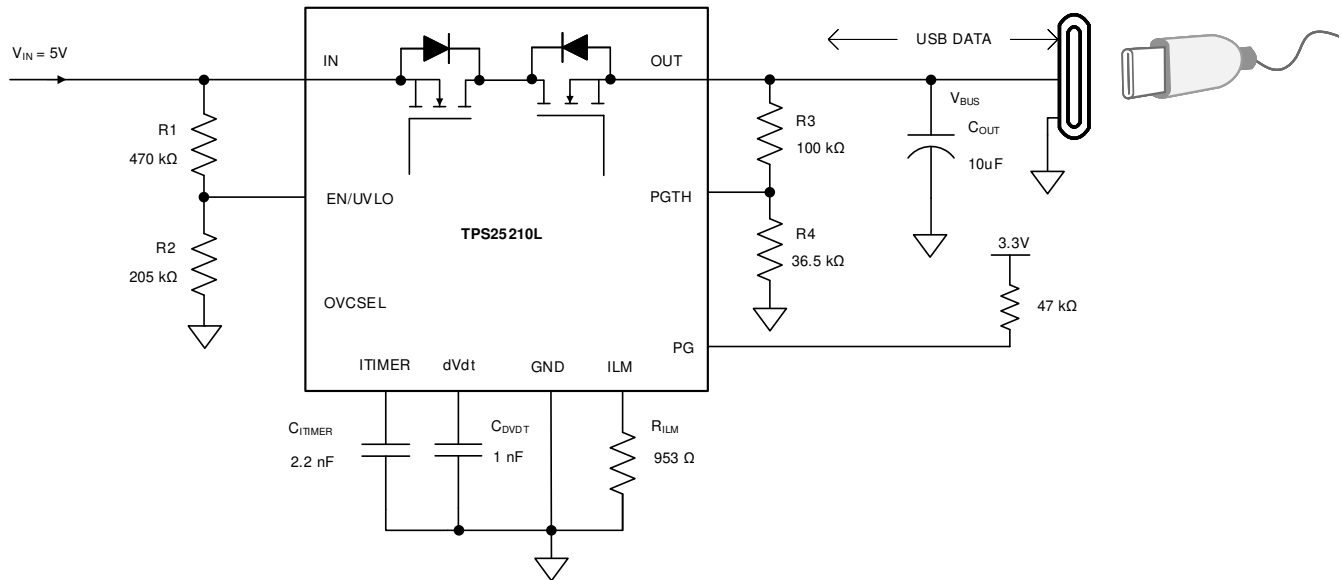 USB DATA
V_IN = 5V
IN
OUT
R1
470 kΩ
R3
100 kΩ
V_BUS
C_OUT
10uF
EN/UVLO
PGTH
TPS25210L
R2
205 kΩ
R4
36.5 kΩ
3.3V
OVCSEL
47 kΩ
PG
ITIMER
dVdt
GND
ILM
C_ITIMER
2.2 nF
C_DVDT
1 nF
R_ILM
953 Ω